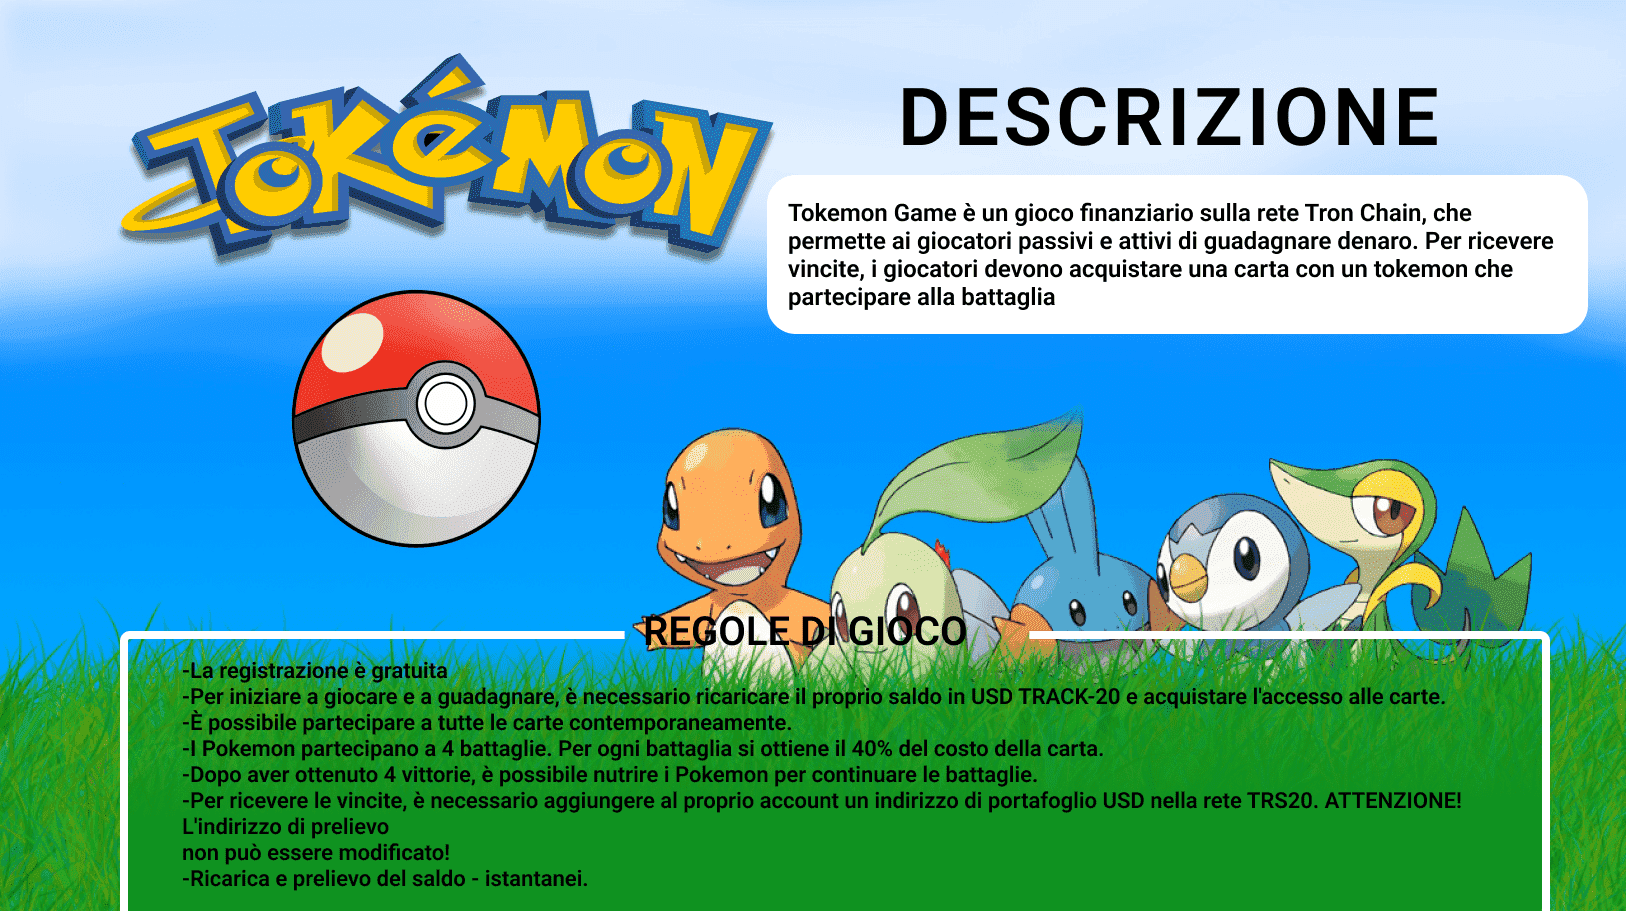 TOKéMON
DESCRIZIONE
Tokemon Game è un gioco finanziario sulla rete Tron Chain, che
permette ai giocatori passivi e attivi di guadagnare denaro. Per ricevere
vincite, i giocatori devono acquistare una carta con un tokemon che
partecipare alla battaglia
REGOLE DI GIOCO
-La registrazione è gratuita
-Per iniziare a giocare e a guadagnare, è necessario ricaricare il proprio saldo in USD TRACK-20 e acquistare l'accesso alle carte.
-È possibile partecipare a tutte le carte contemporaneamente.
-I Pokemon partecipano a 4 battaglie. Per ogni battaglia si ottiene il 40% del costo della carta.
-Dopo aver ottenuto 4 vittorie, è possibile nutrire i Pokemon per continuare le battaglie.
-Per ricevere le vincite, è necessario aggiungere al proprio account un indirizzo di portafoglio USD nella rete TRS20. ATTENZIONE!
L'indirizzo di prelievo
non può essere modificato!
-Ricarica e prelievo del saldo - istantanei.